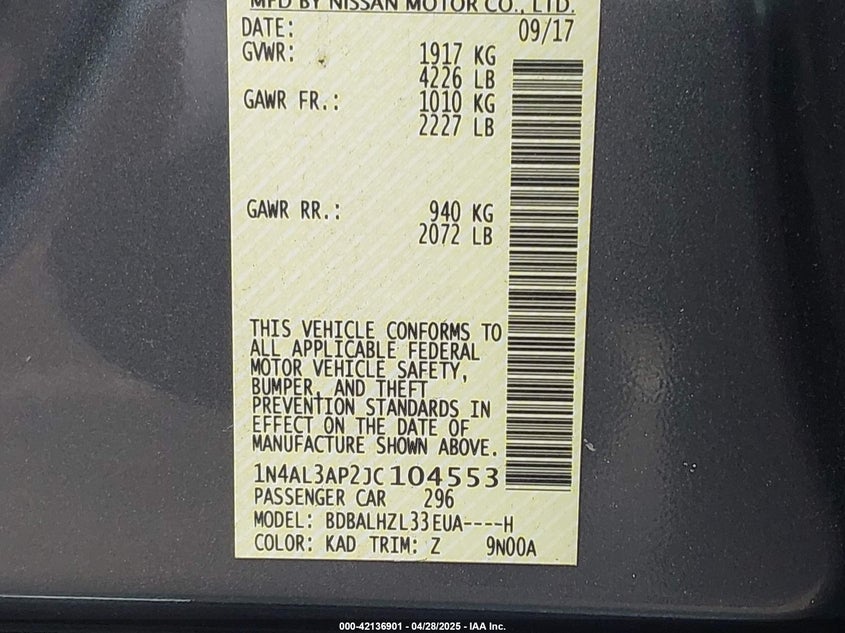 MFD BY NISSAN MOTOR CO., LTD.
DATE: 09/17
GVWR: 1917 KG
4226 LB
GAWR FR.: 1010 KG
2227 LB
GAWR RR.: 940 KG
2072 LB
THIS VEHICLE CONFORMS TO
ALL APPLICABLE FEDERAL
MOTOR VEHICLE SAFETY,
BUMPER, AND THEFT
PREVENTION STANDARDS IN
EFFECT ON THE DATE OF
MANUFACTURE SHOWN ABOVE.
1N4AL3AP2JC104553
PASSENGER CAR 296
MODEL: BDBALHZL33EUA----H
COLOR: KAD TRIM: Z 9N00A
000-42136901 - 04/28/2025 - IAA Inc.